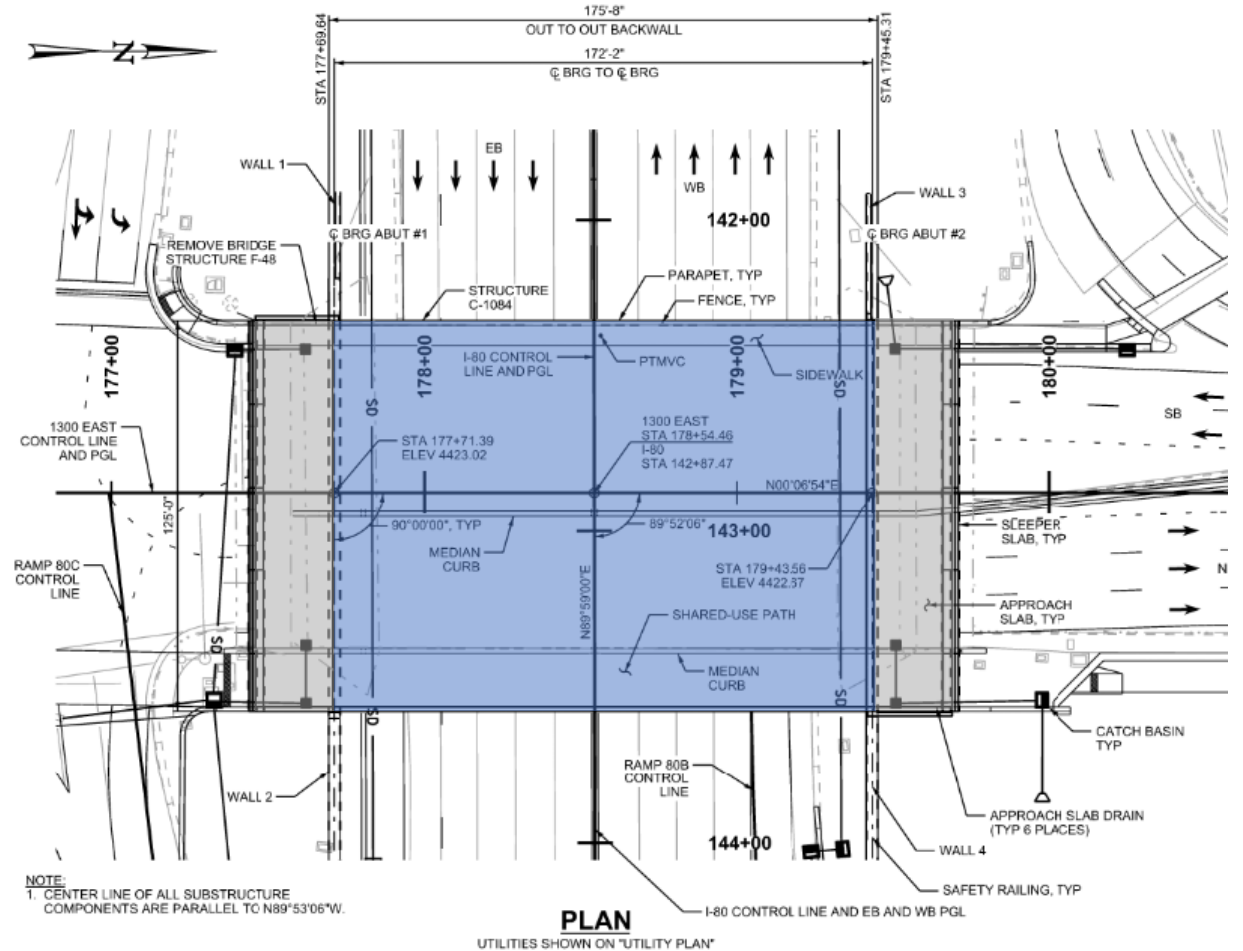 175'-8"
OUT TO OUT BACKWALL
172'-2"
℄ BRG TO ℄ BRG
STA 177+69.64
STA 179+45.31
N
WALL 1
EB
WB
142+00
WALL 3
℄ BRG ABUT #1
℄ BRG ABUT #2
REMOVE BRIDGE
STRUCTURE F-48
STRUCTURE
C-1084
PARAPET, TYP
FENCE, TYP
177+00
178+00
I-80 CONTROL
LINE AND PGL
PTMVC
179+00
SIDEWALK
180+00
SD
SD
SB
1300 EAST
CONTROL LINE
AND PGL
STA 177+71.39
ELEV 4423.02
1300 EAST
STA 178+54.46
I-80
STA 142+87.47
N00°06'54"E
125'-0"
90°00'00", TYP
89°52'06"
143+00
SLEEPER
SLAB, TYP
MEDIAN
CURB
STA 179+43.56
ELEV 4422.87
N
RAMP 80C
CONTROL
LINE
N89°59'00"E
SHARED-USE PATH
APPROACH
SLAB, TYP
SD
MEDIAN
CURB
SD
SD
CATCH BASIN
TYP
RAMP 80B
CONTROL
LINE
WALL 2
APPROACH SLAB DRAIN
(TYP 6 PLACES)
144+00
WALL 4
SAFETY RAILING, TYP
NOTE:
1. CENTER LINE OF ALL SUBSTRUCTURE
COMPONENTS ARE PARALLEL TO N89°53'06"W.
I-80 CONTROL LINE AND EB AND WB PGL
PLAN
UTILITIES SHOWN ON "UTILITY PLAN"